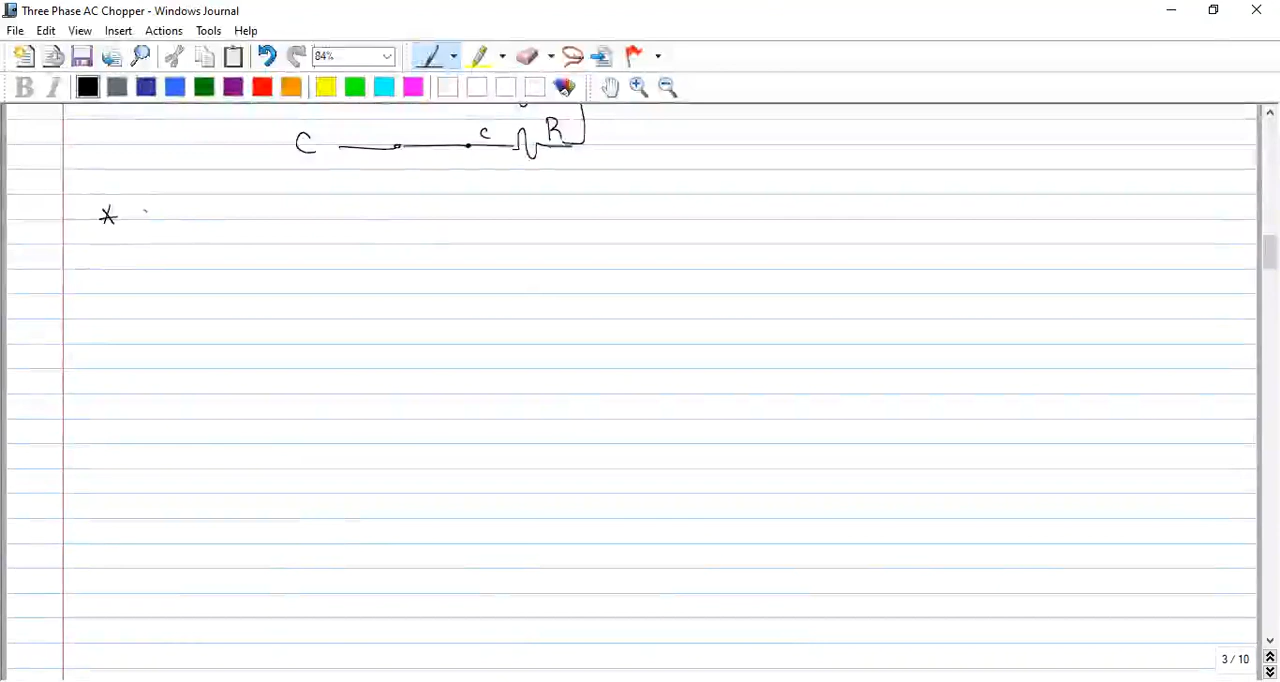 Three Phase AC Chopper - Windows Journal
File Edit View Insert Actions Tools Help
84%
B I
C c R
*
3 / 10